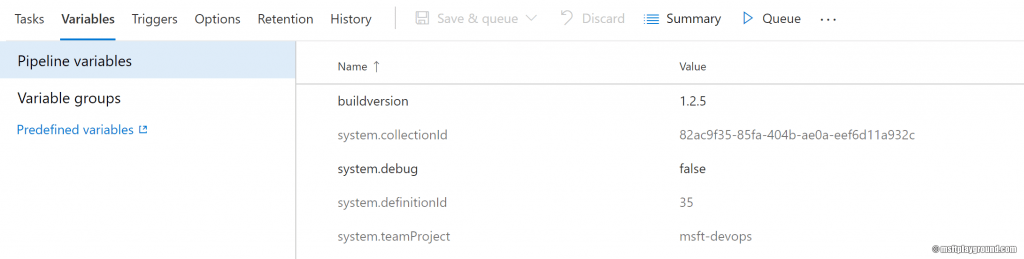 Tasks Variables Triggers Options Retention History Save & queue Discard Summary Queue ...
Pipeline variables
Variable groups
Predefined variables
Name ↑ Value
buildversion 1.2.5
system.collectionId 82ac9f35-85fa-404b-ae0a-eef6d11a932c
system.debug false
system.definitionId 35
system.teamProject msft-devops
@msftplayground.com